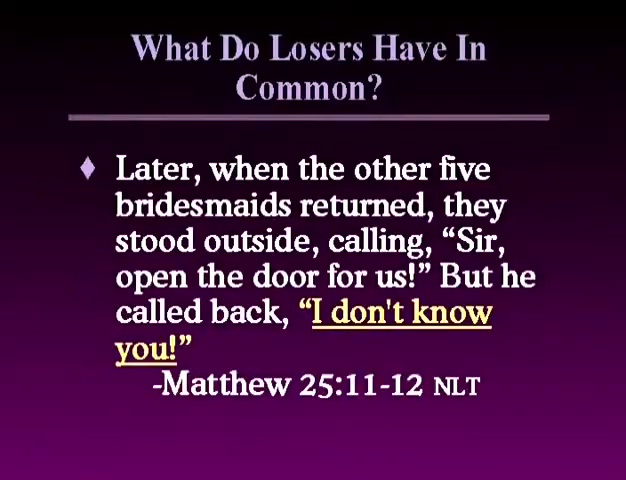 What Do Losers Have In
Common?
Later, when the other five
bridesmaids returned, they
stood outside, calling, “Sir,
open the door for us!” But he
called back, “I don't know
you!”
-Matthew 25:11-12 NLT